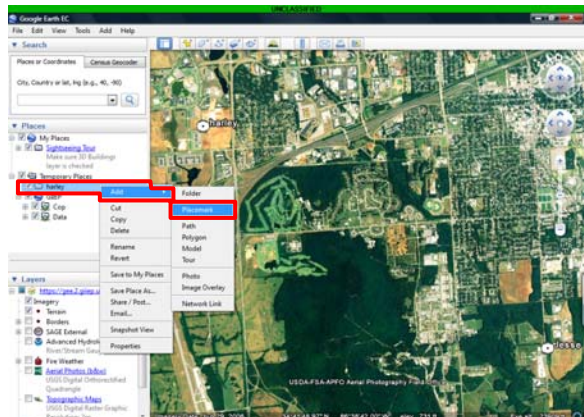 UNCLASSIFIED
Google Earth EC
File Edit View Tools Add Help
Search
Places or Coordinates Census Geocoder
City, Country or lat, lng (e.g., 40, -90)
Places
My Places
Sightseeing Tour
Make sure 3D Buildings
layer is checked
Temporary Places
harley
Cop
Data
Add
Cut
Copy
Delete
Rename
Revert
Save to My Places
Save Place As...
Share / Post...
Email...
Snapshot View
Properties
Folder
Placemark
Path
Polygon
Model
Tour
Photo
Image Overlay
Network Link
Layers
Imagery
Terrain
Borders
SAGE External
Fire Weather
Aerial Photos (b&w)
USGS Digital Orthorectified
Quadrangle
Topographic Maps
USGS Digital Raster Graphic
harley
USDA-FSA-APFO Aerial Photography Field Office